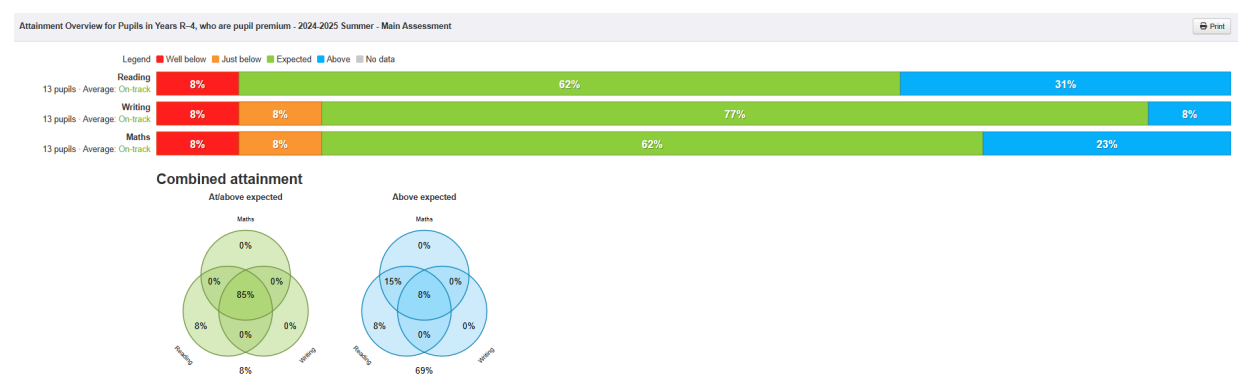 Attainment Overview for Pupils in Years R–4, who are pupil premium - 2024-2025 Summer - Main Assessment
Print
Legend Well below Just below Expected Above No data
Reading
13 pupils · Average: On-track
8% 62% 31%
Writing
13 pupils · Average: On-track
8% 8% 77% 8%
Maths
13 pupils · Average: On-track
8% 8% 62% 23%
Combined attainment
At/above expected
Maths
0%
0% 0%
85%
8% 0% 0%
Reading Writing
8%
Above expected
Maths
0%
15% 0%
8%
8% 0% 0%
Reading Writing
69%